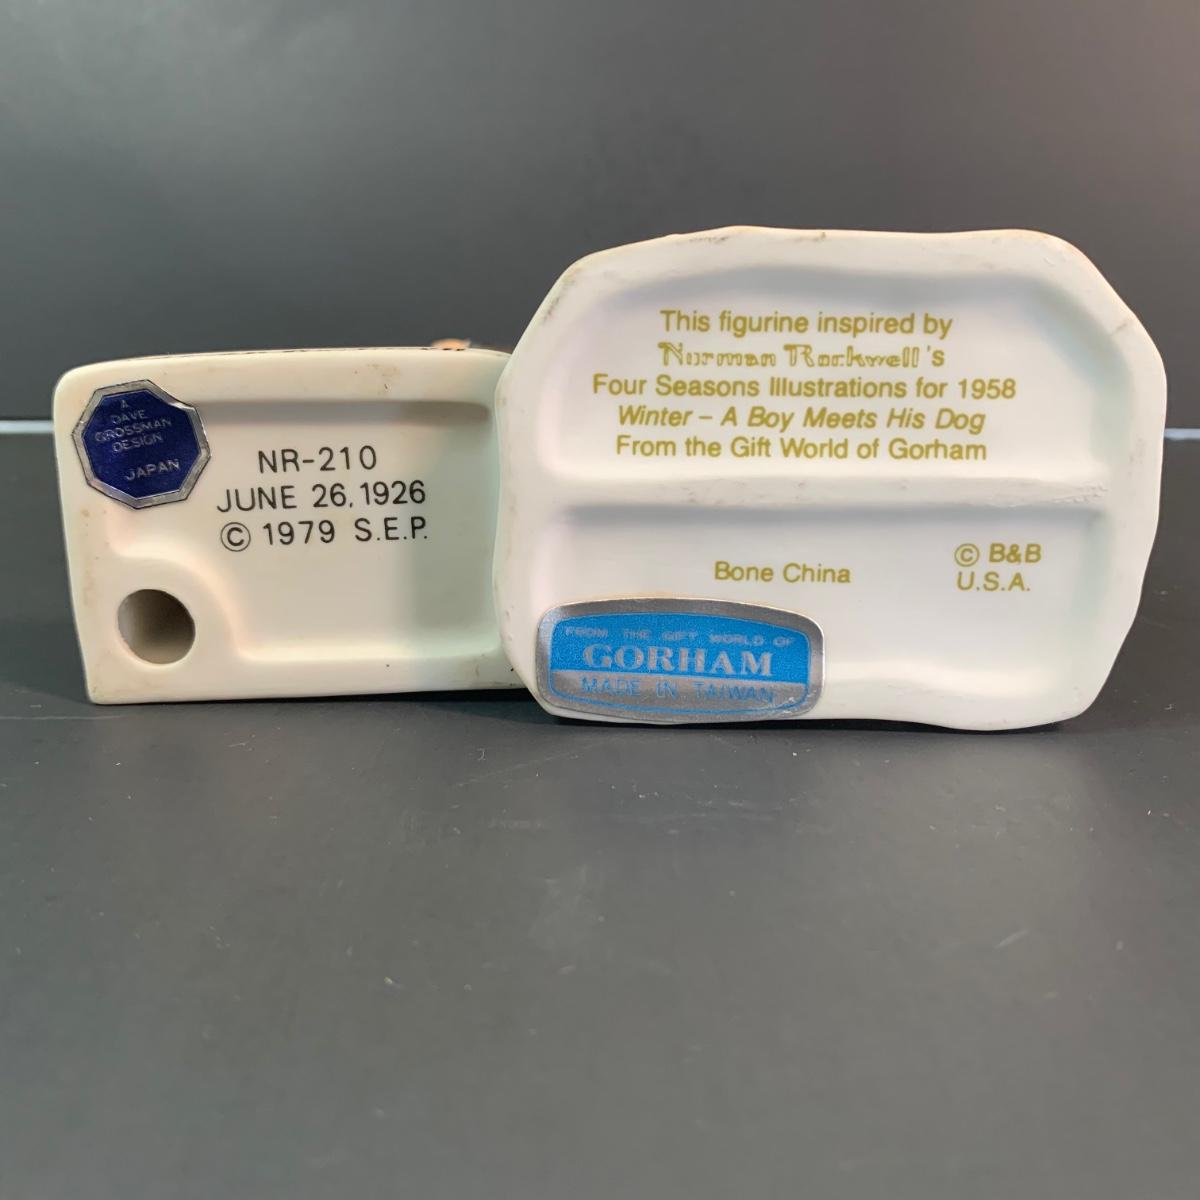 A
DAVE
GROSSMAN
DESIGN
JAPAN
NR-210
JUNE 26, 1926
© 1979 S.E.P.
This figurine inspired by
Norman Rockwell's
Four Seasons Illustrations for 1958
Winter – A Boy Meets His Dog
From the Gift World of Gorham
Bone China
© B&B
U.S.A.
FROM THE GIFT WORLD OF
GORHAM
MADE IN TAIWAN